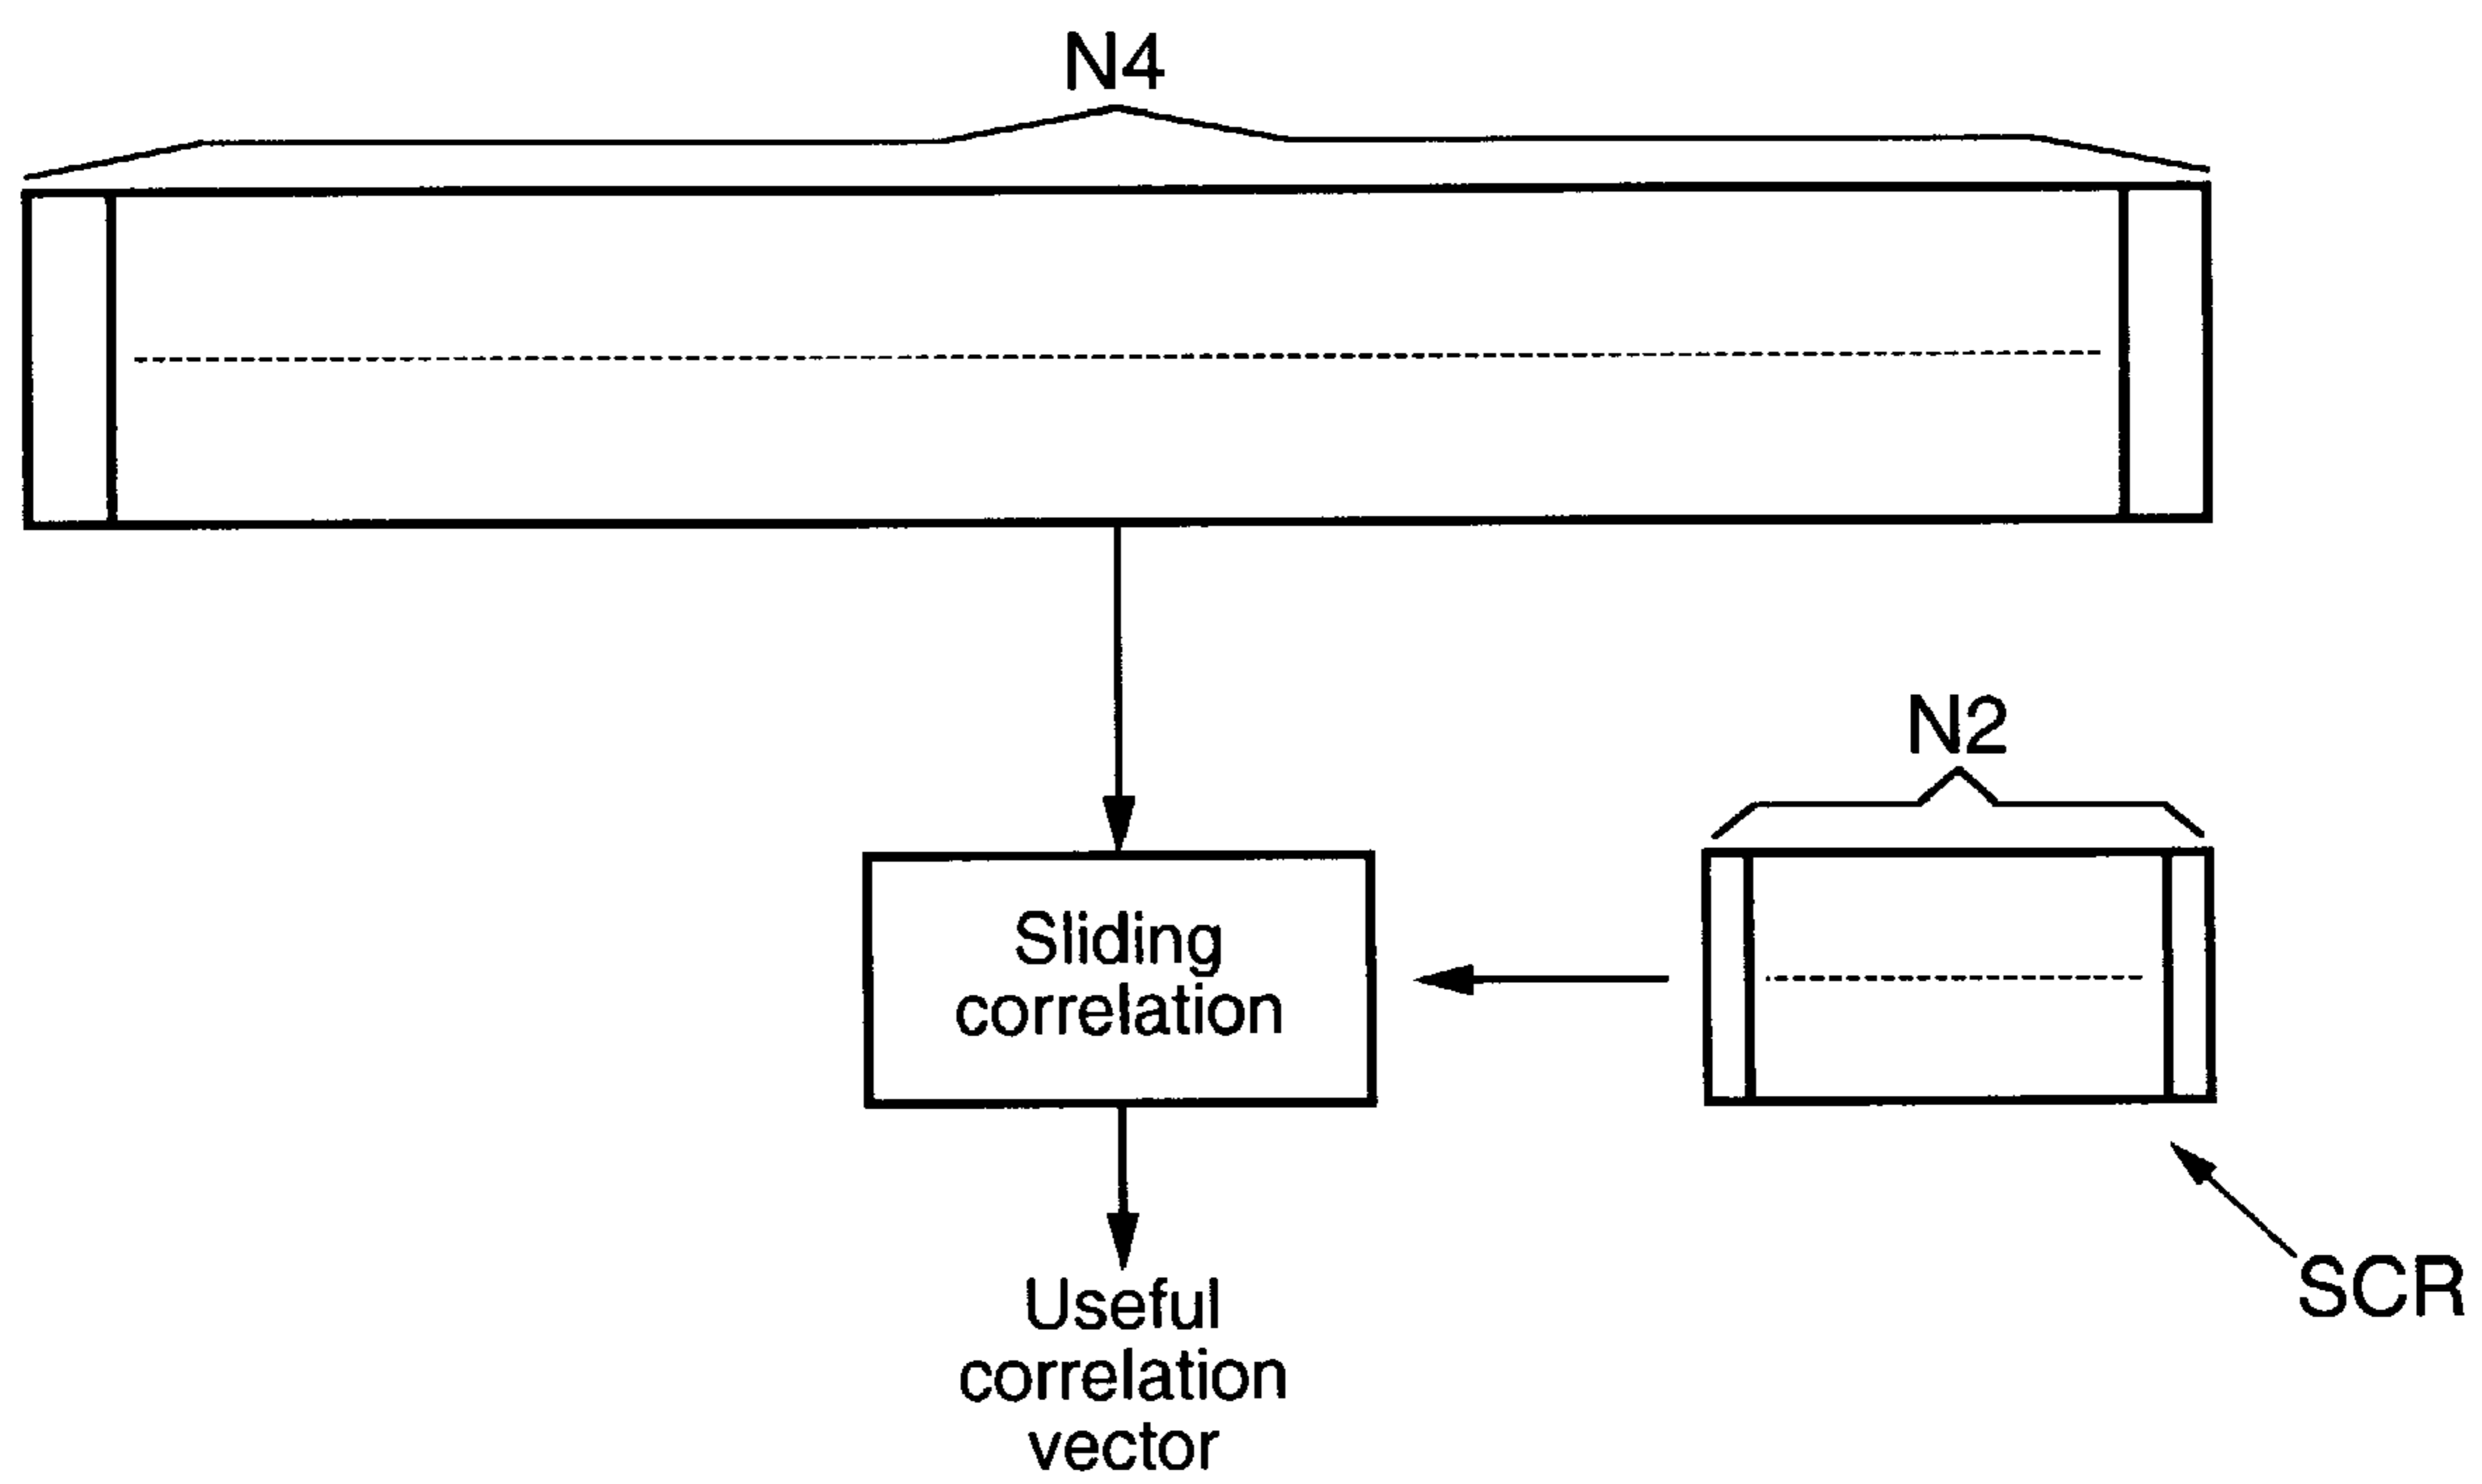 N4
N2
Sliding
correlation
SCR
Useful
correlation
vector